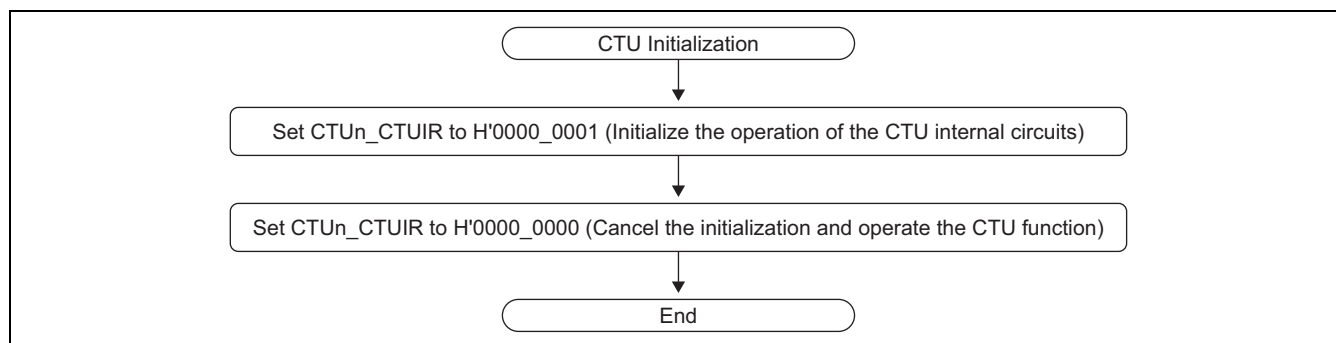 CTU Initialization
Set CTUn_CTUIR to H'0000_0001 (Initialize the operation of the CTU internal circuits)
Set CTUn_CTUIR to H'0000_0000 (Cancel the initialization and operate the CTU function)
End